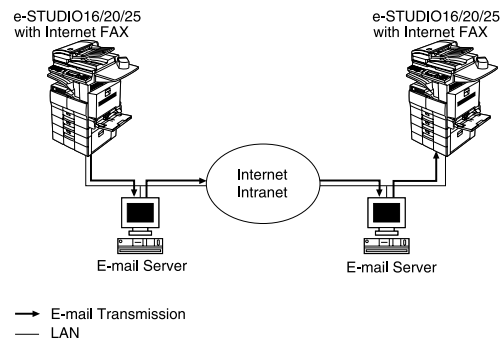 e-STUDIO16/20/25
with Internet FAX
e-STUDIO16/20/25
with Internet FAX
Internet
Intranet
E-mail Server
E-mail Server
E-mail Transmission
LAN